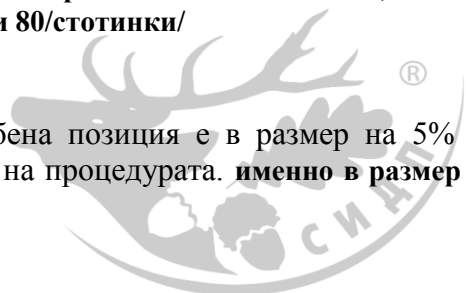 и 80/стотинки/
®
бена позиция е в размер на 5%
на процедурата. именно в размер
СИДП